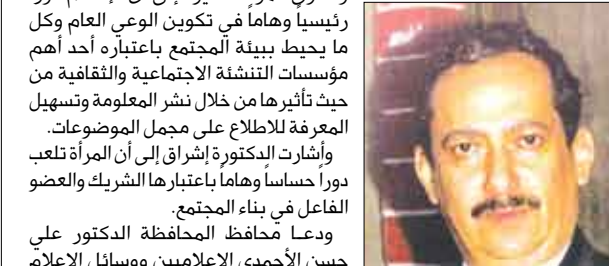 رئيسياً وهاماً في تكوين الوعي العام وكل
ما يحيط ببيئة المجتمع باعتباره أحد أهم
مؤسسات التنشئة الاجتماعية والثقافية من
حيث تأثيرها من خلال نشر المعلومة وتسهيل
المعرفة للاطلاع على مجمل الموضوعات.
وأشارت الدكتورة إشراق إلى أن المرأة تلعب
دوراً حساساً وهاماً باعتبارها الشريك والعضو
الفاعل في بناء المجتمع.
ودعـا محافظ المحافظة الدكتور علي
حسن الأحمدي الإعلاميين ووسائل الإعلام